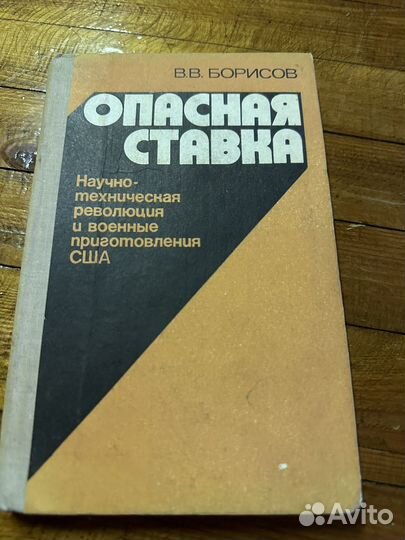 В.В. БОРИСОВ
ОПАСНАЯ
СТАВКА
Научно-
техническая
революция
и военные
приготовления
США
Avito